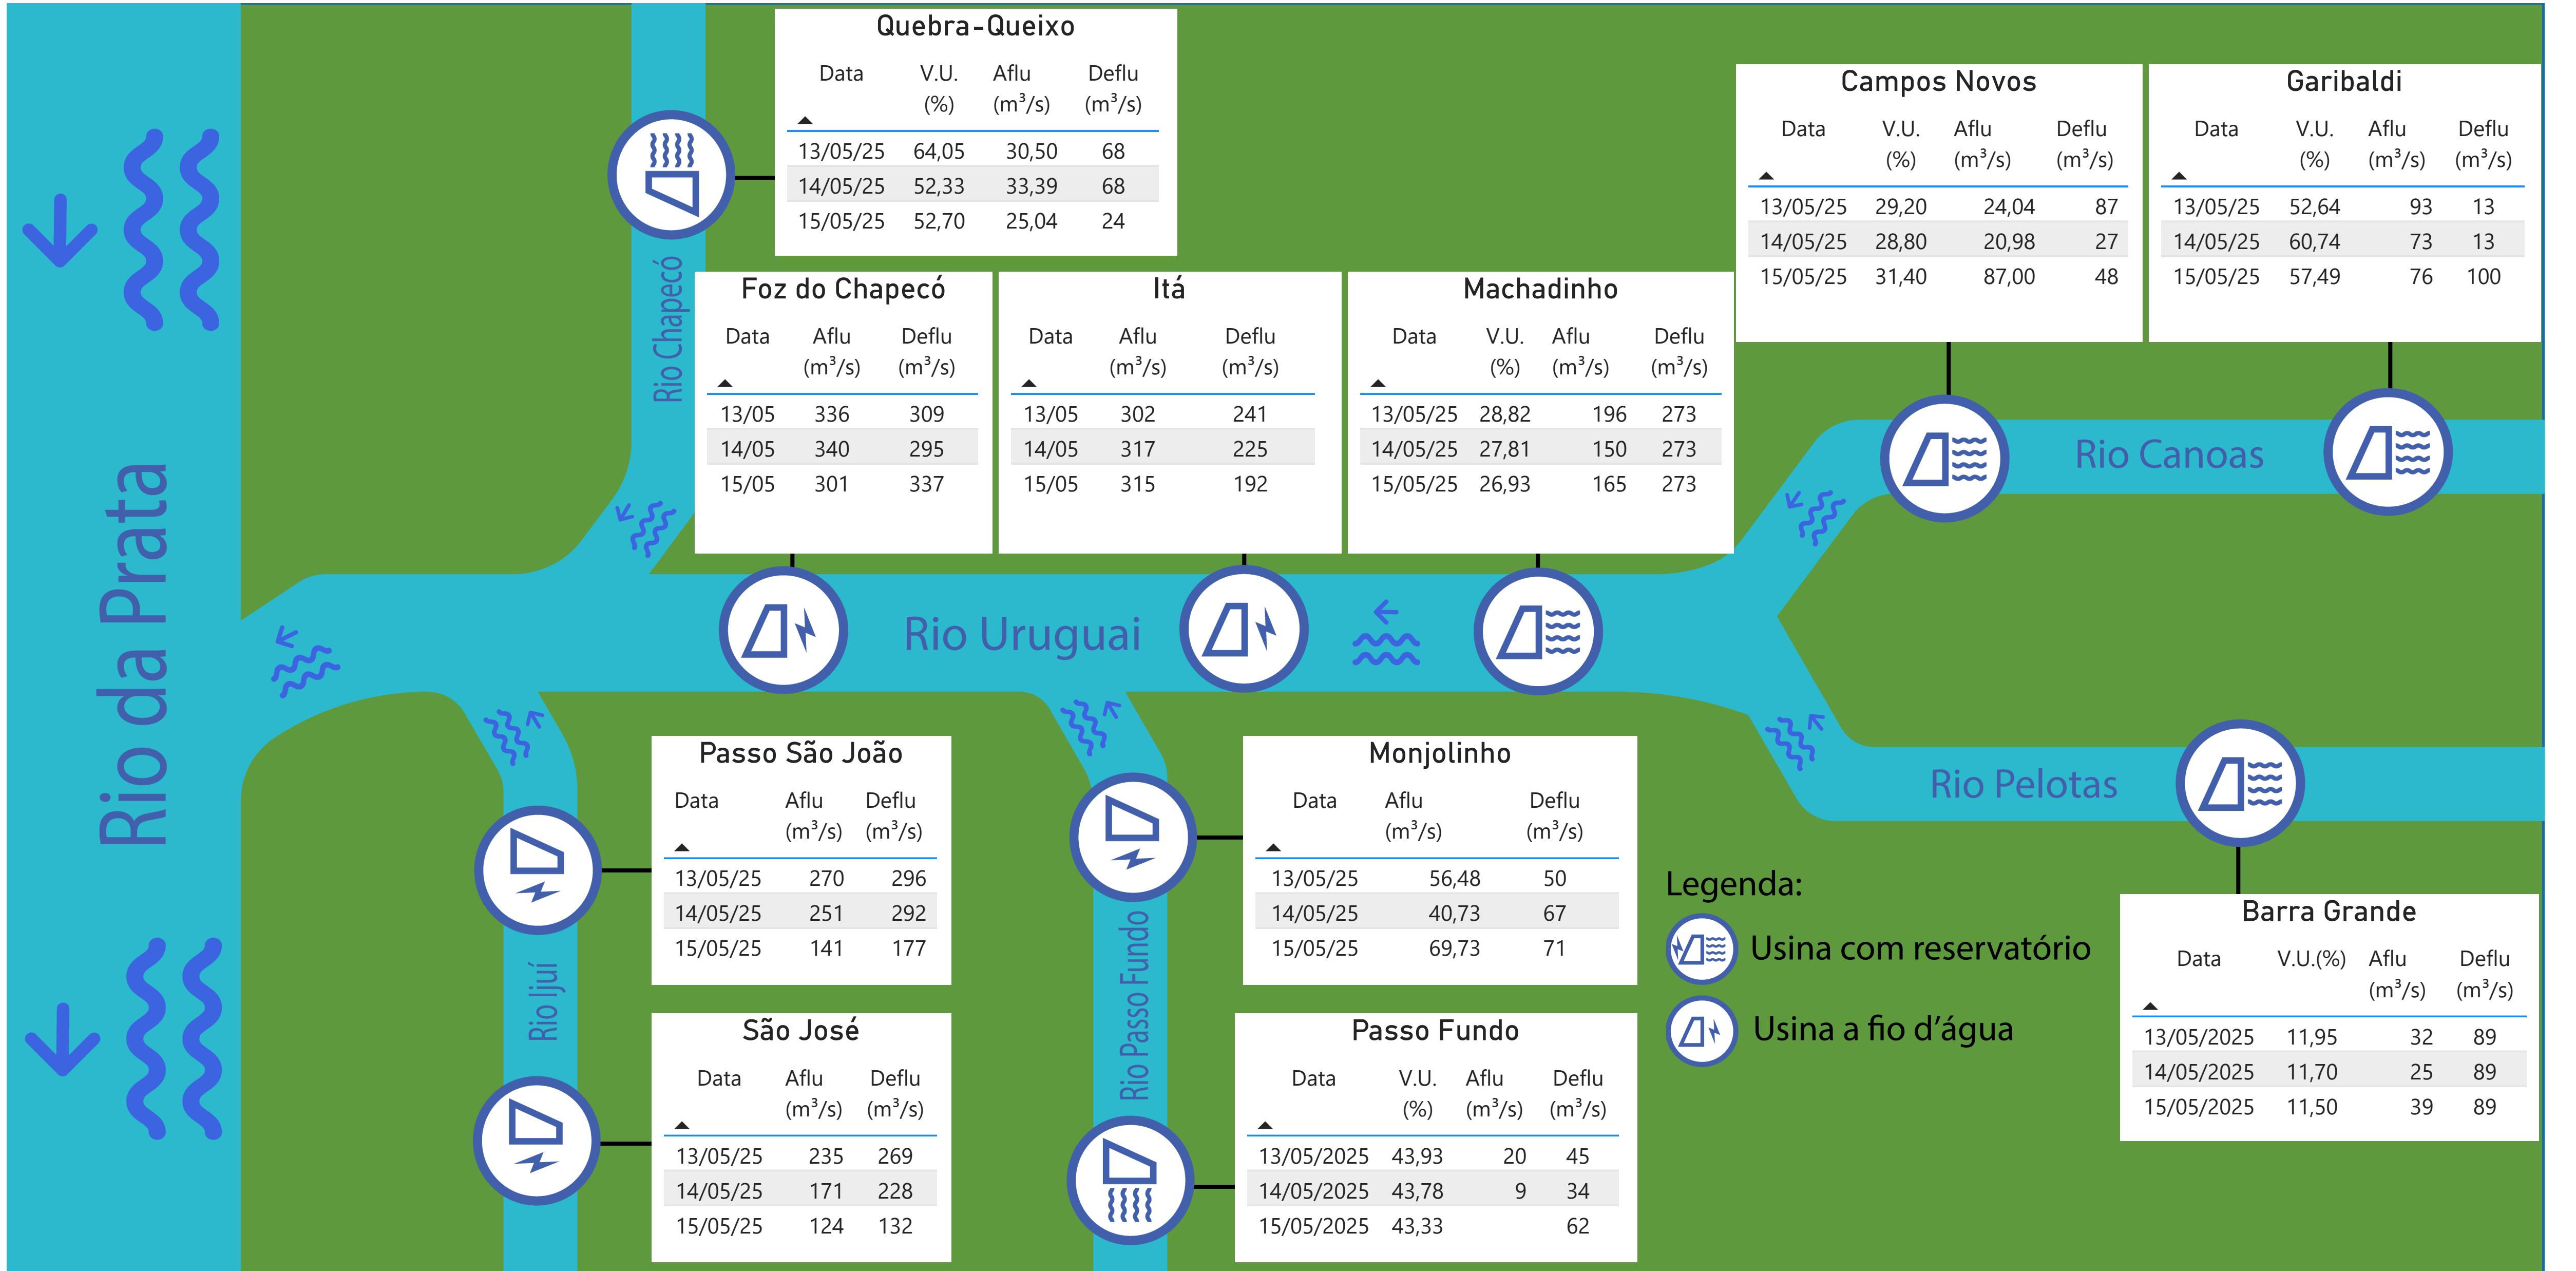 Rio da Prata
Quebra-Queixo
Data V.U. (%) Aflu (m³/s) Deflu (m³/s)
13/05/25 64,05 30,50 68
14/05/25 52,33 33,39 68
15/05/25 52,70 25,04 24
Rio Chapecó
Foz do Chapecó
Data Aflu (m³/s) Deflu (m³/s)
13/05 336 309
14/05 340 295
15/05 301 337
Itá
Data Aflu (m³/s) Deflu (m³/s)
13/05 302 241
14/05 317 225
15/05 315 192
Machadinho
Data V.U. (%) Aflu (m³/s) Deflu (m³/s)
13/05/25 28,82 196 273
14/05/25 27,81 150 273
15/05/25 26,93 165 273
Campos Novos
Data V.U. (%) Aflu (m³/s) Deflu (m³/s)
13/05/25 29,20 24,04 87
14/05/25 28,80 20,98 27
15/05/25 31,40 87,00 48
Garibaldi
Data V.U. (%) Aflu (m³/s) Deflu (m³/s)
13/05/25 52,64 93 13
14/05/25 60,74 73 13
15/05/25 57,49 76 100
Rio Canoas
Rio Uruguai
Rio Pelotas
Passo São João
Data Aflu (m³/s) Deflu (m³/s)
13/05/25 270 296
14/05/25 251 292
15/05/25 141 177
Rio Ijuí
São José
Data Aflu (m³/s) Deflu (m³/s)
13/05/25 235 269
14/05/25 171 228
15/05/25 124 132
Monjolinho
Data Aflu (m³/s) Deflu (m³/s)
13/05/25 56,48 50
14/05/25 40,73 67
15/05/25 69,73 71
Rio Passo Fundo
Passo Fundo
Data V.U. (%) Aflu (m³/s) Deflu (m³/s)
13/05/2025 43,93 20 45
14/05/2025 43,78 9 34
15/05/2025 43,33 62
Legenda:
Usina com reservatório
Usina a fio d’água
Barra Grande
Data V.U.(%) Aflu (m³/s) Deflu (m³/s)
13/05/2025 11,95 32 89
14/05/2025 11,70 25 89
15/05/2025 11,50 39 89